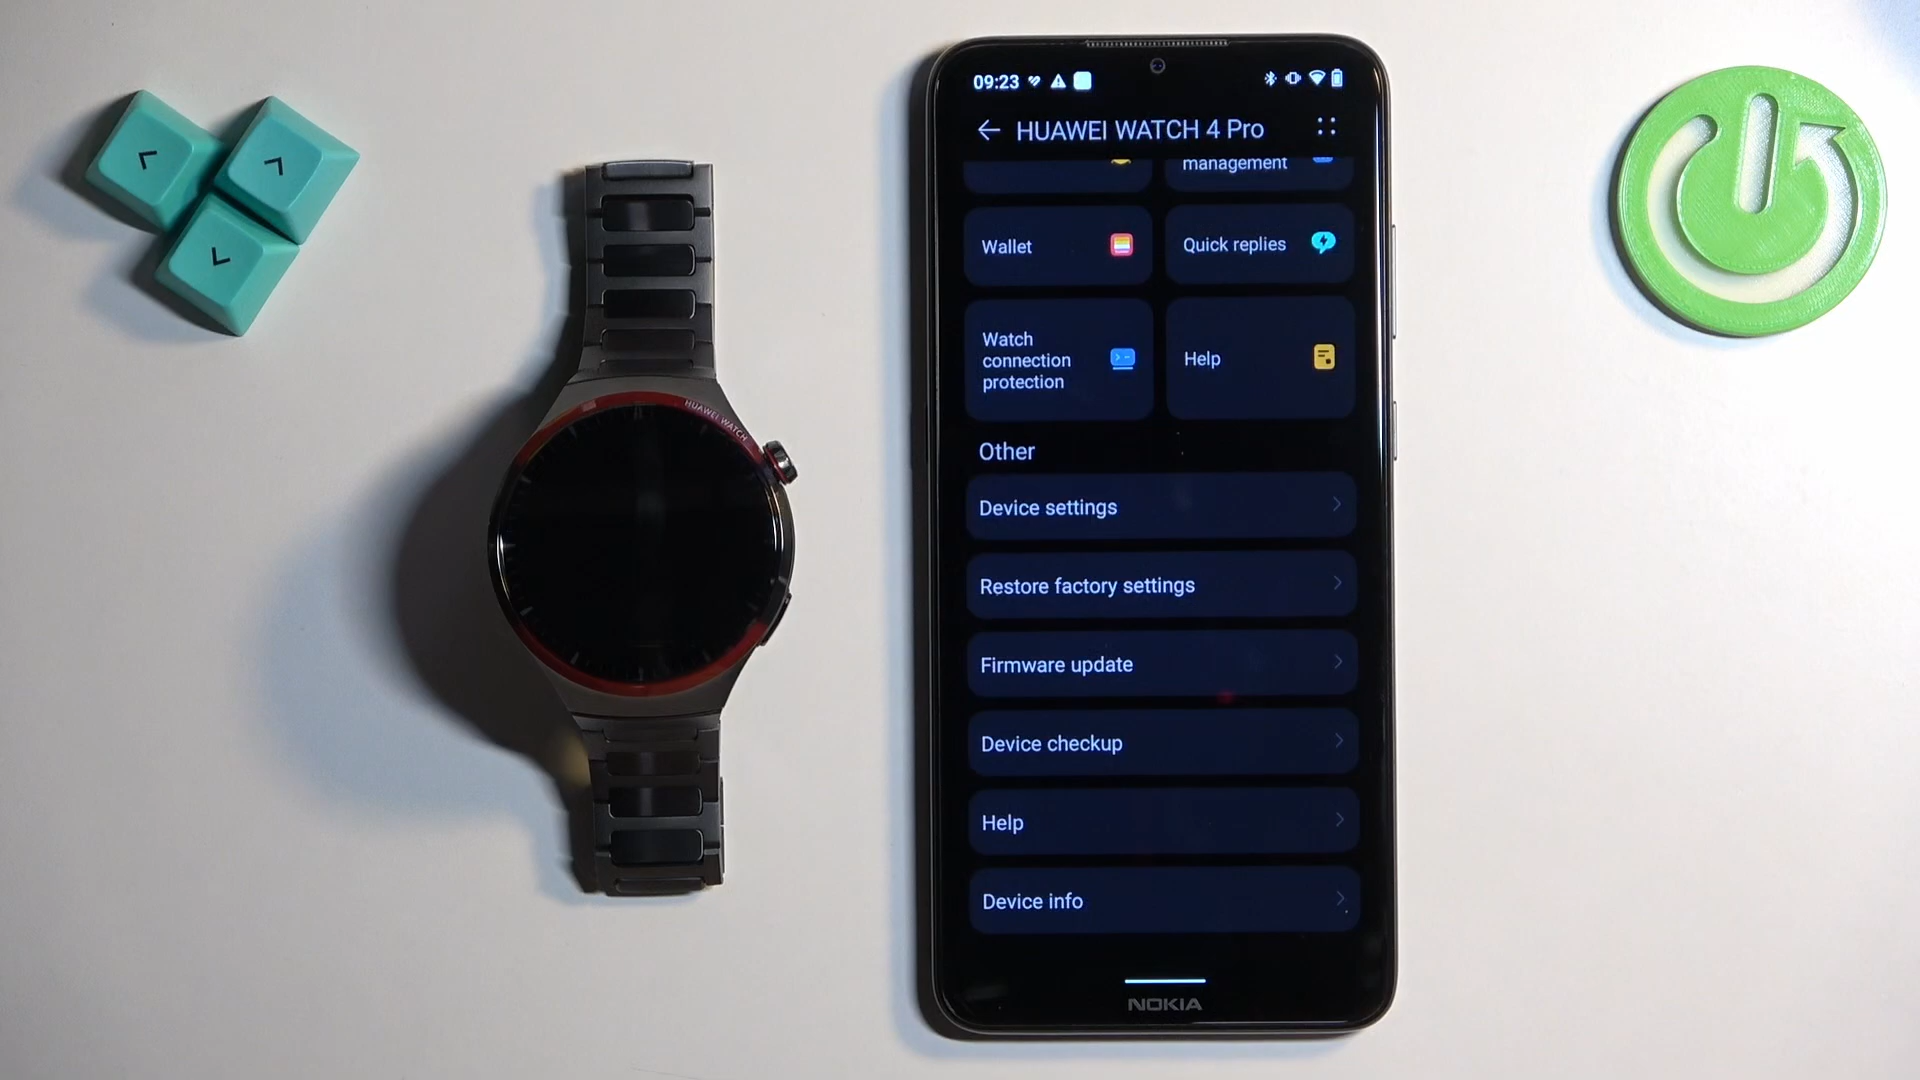 09:23
HUAWEI WATCH 4 Pro
management
Wallet
Quick replies
Watch
connection
protection
Help
Other
Device settings
Restore factory settings
Firmware update
Device checkup
Help
Device info
NOKIA
HUAWEI WATCH